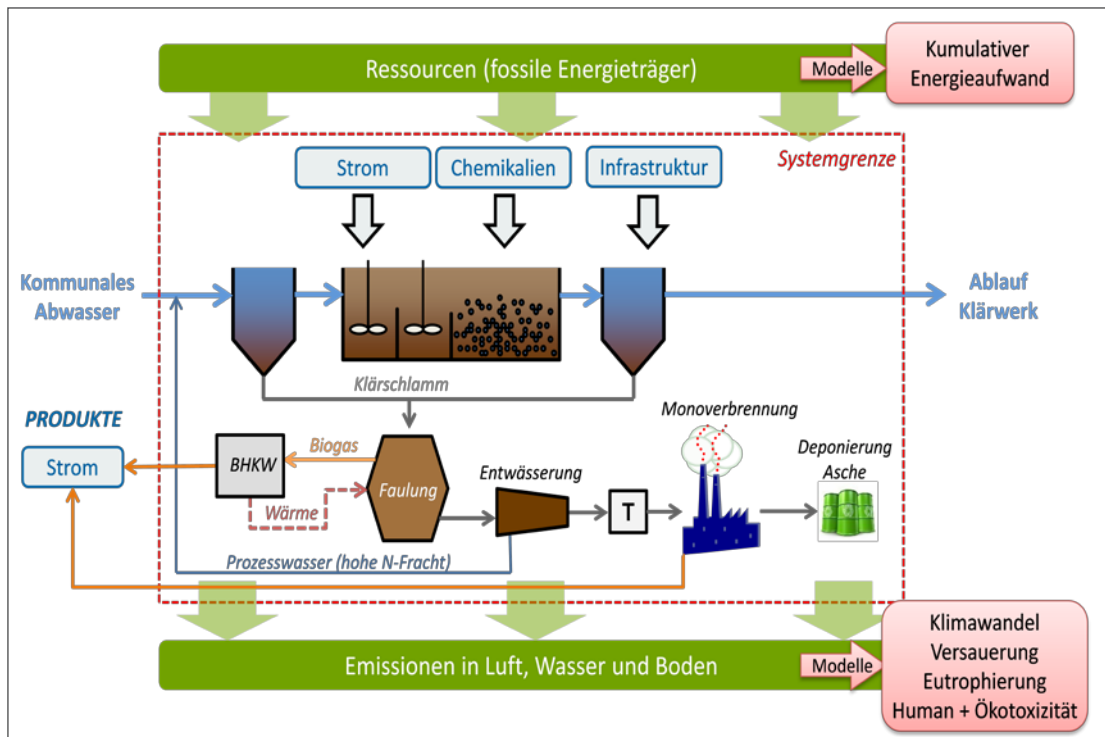 Ressourcen (fossile Energieträger)
Modelle
Kumulativer
Energieaufwand
Systemgrenze
Strom
Chemikalien
Infrastruktur
Kommunales
Abwasser
Ablauf
Klärwerk
Klärschlamm
PRODUKTE
Strom
BHKW
Biogas
Wärme
Faulung
Entwässerung
T
Monoverbrennung
Deponierung
Asche
Prozesswasser (hohe N-Fracht)
Emissionen in Luft, Wasser und Boden
Modelle
Klimawandel
Versauerung
Eutrophierung
Human + Ökotoxizität